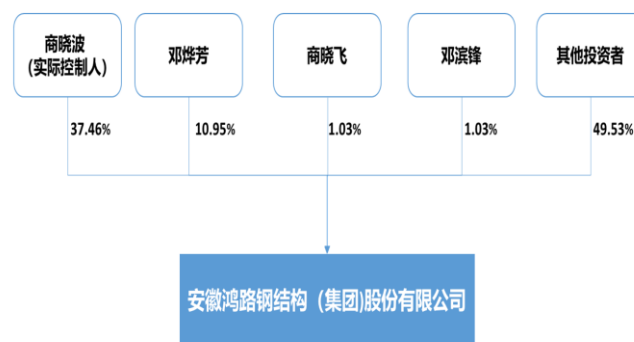 商晓波
(实际控制人)
邓烨芳
商晓飞
邓滨锋
其他投资者
37.46%
10.95%
1.03%
1.03%
49.53%
安徽鸿路钢结构（集团)股份有限公司